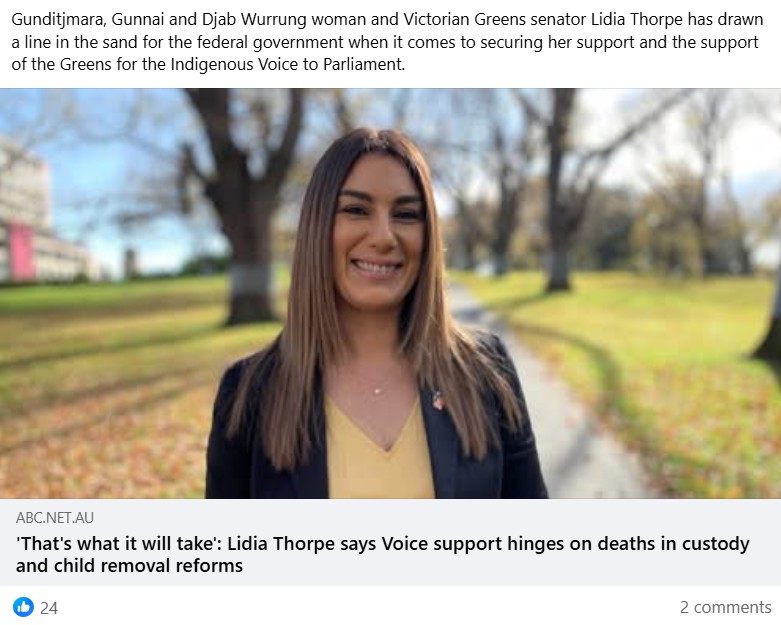 Gunditjmara, Gunnai and Djab Wurrung woman and Victorian Greens senator Lidia Thorpe has drawn
a line in the sand for the federal government when it comes to securing her support and the support
of the Greens for the Indigenous Voice to Parliament.
ABC.NET.AU
'That's what it will take': Lidia Thorpe says Voice support hinges on deaths in custody
and child removal reforms
24
2 comments